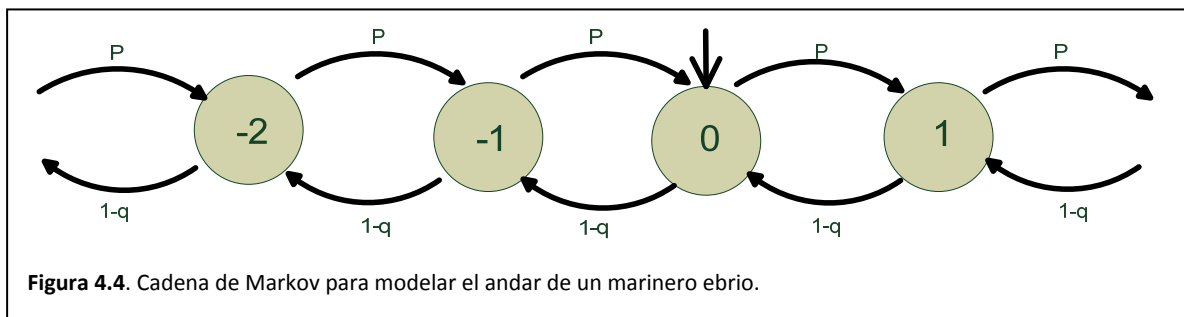 P P P P P
-2 -1 0 1
1-q 1-q 1-q 1-q 1-q
Figura 4.4. Cadena de Markov para modelar el andar de un marinero ebrio.